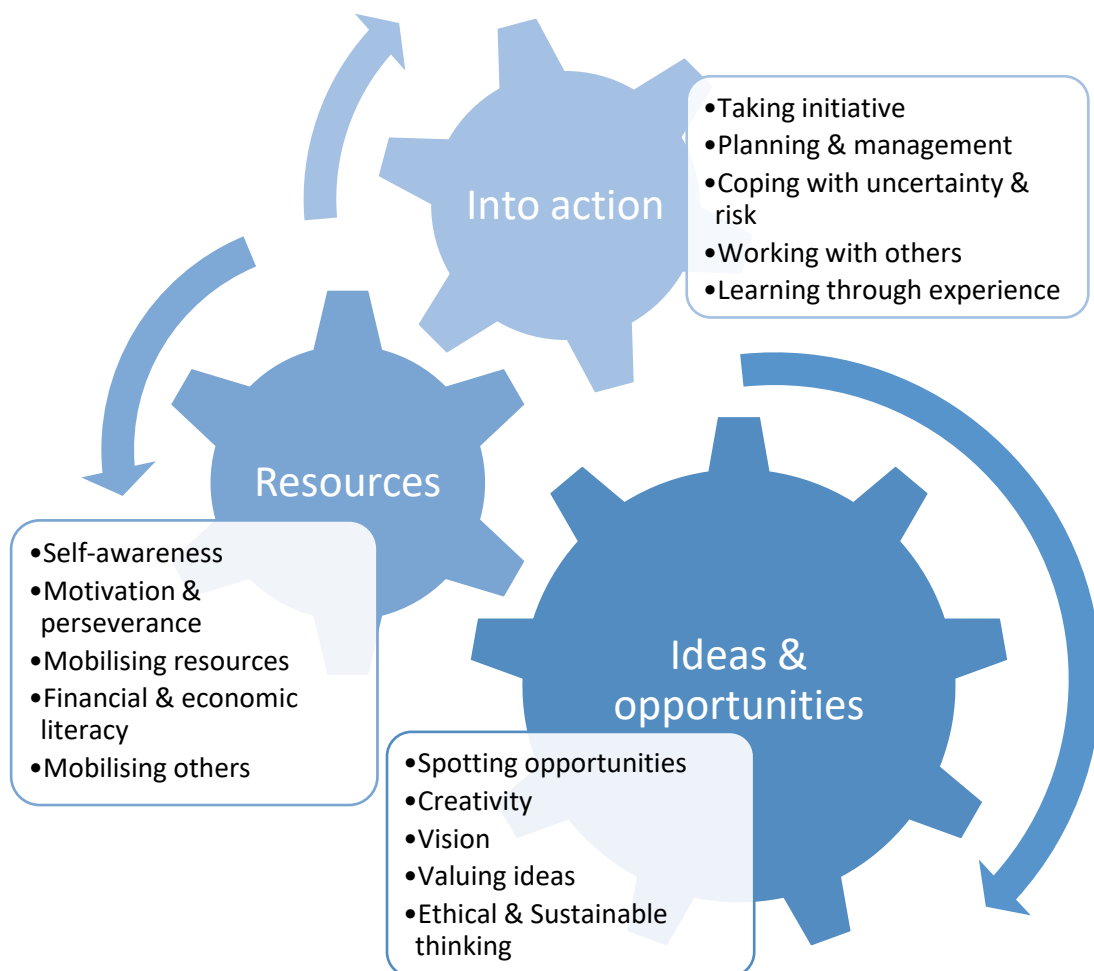 Into action
•Taking initiative
•Planning & management
•Coping with uncertainty &
risk
•Working with others
•Learning through experience
Resources
•Self-awareness
•Motivation &
perseverance
•Mobilising resources
•Financial & economic
literacy
•Mobilising others
Ideas &
opportunities
•Spotting opportunities
•Creativity
•Vision
•Valuing ideas
•Ethical & Sustainable
thinking